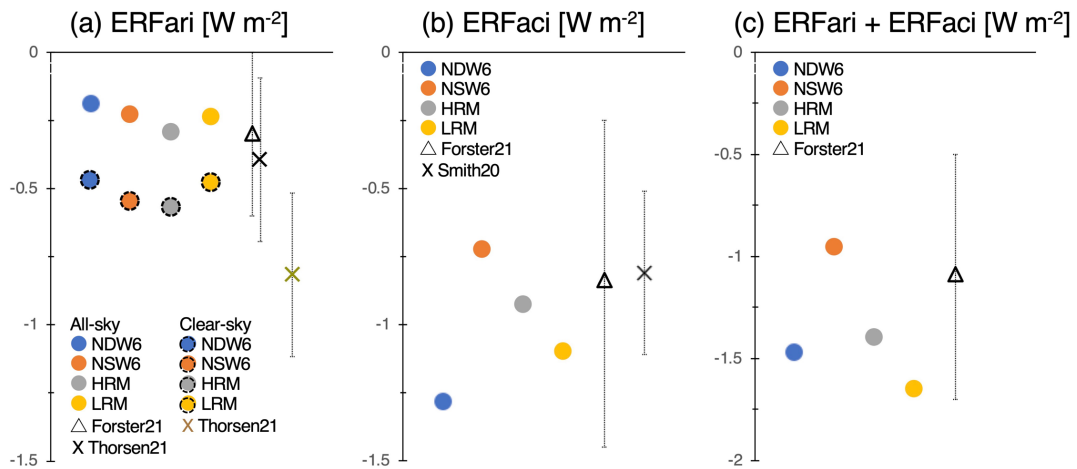 (a) ERFari [W m-2]
0
-0.5
-1
-1.5
All-sky
NDW6
NSW6
HRM
LRM
Forster21
Thorsen21
Clear-sky
NDW6
NSW6
HRM
LRM
Thorsen21
(b) ERFaci [W m-2]
0
-0.5
-1
-1.5
NDW6
NSW6
HRM
LRM
Forster21
Smith20
(c) ERFari + ERFaci [W m-2]
0
-0.5
-1
-1.5
-2
NDW6
NSW6
HRM
LRM
Forster21